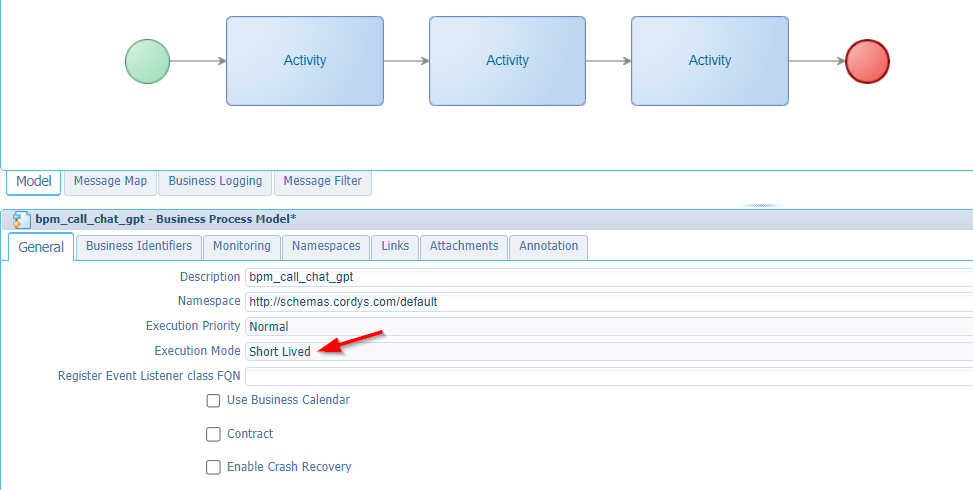 Activity Activity Activity
Model Message Map Business Logging Message Filter
bpm_call_chat_gpt - Business Process Model*
General Business Identifiers Monitoring Namespaces Links Attachments Annotation
Description bpm_call_chat_gpt
Namespace http://schemas.cordys.com/default
Execution Priority Normal
Execution Mode Short Lived
Register Event Listener class FQN
Use Business Calendar
Contract
Enable Crash Recovery